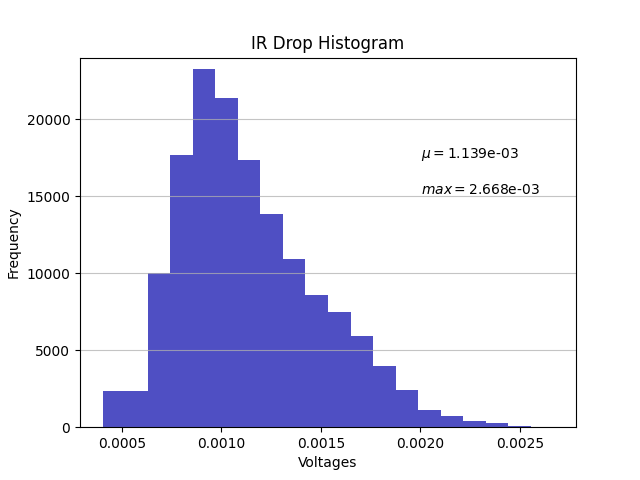 IR Drop Histogram
20000
15000
10000
5000
0
Frequency
μ = 1.139e-03
max = 2.668e-03
0.0005 0.0010 0.0015 0.0020 0.0025
Voltages